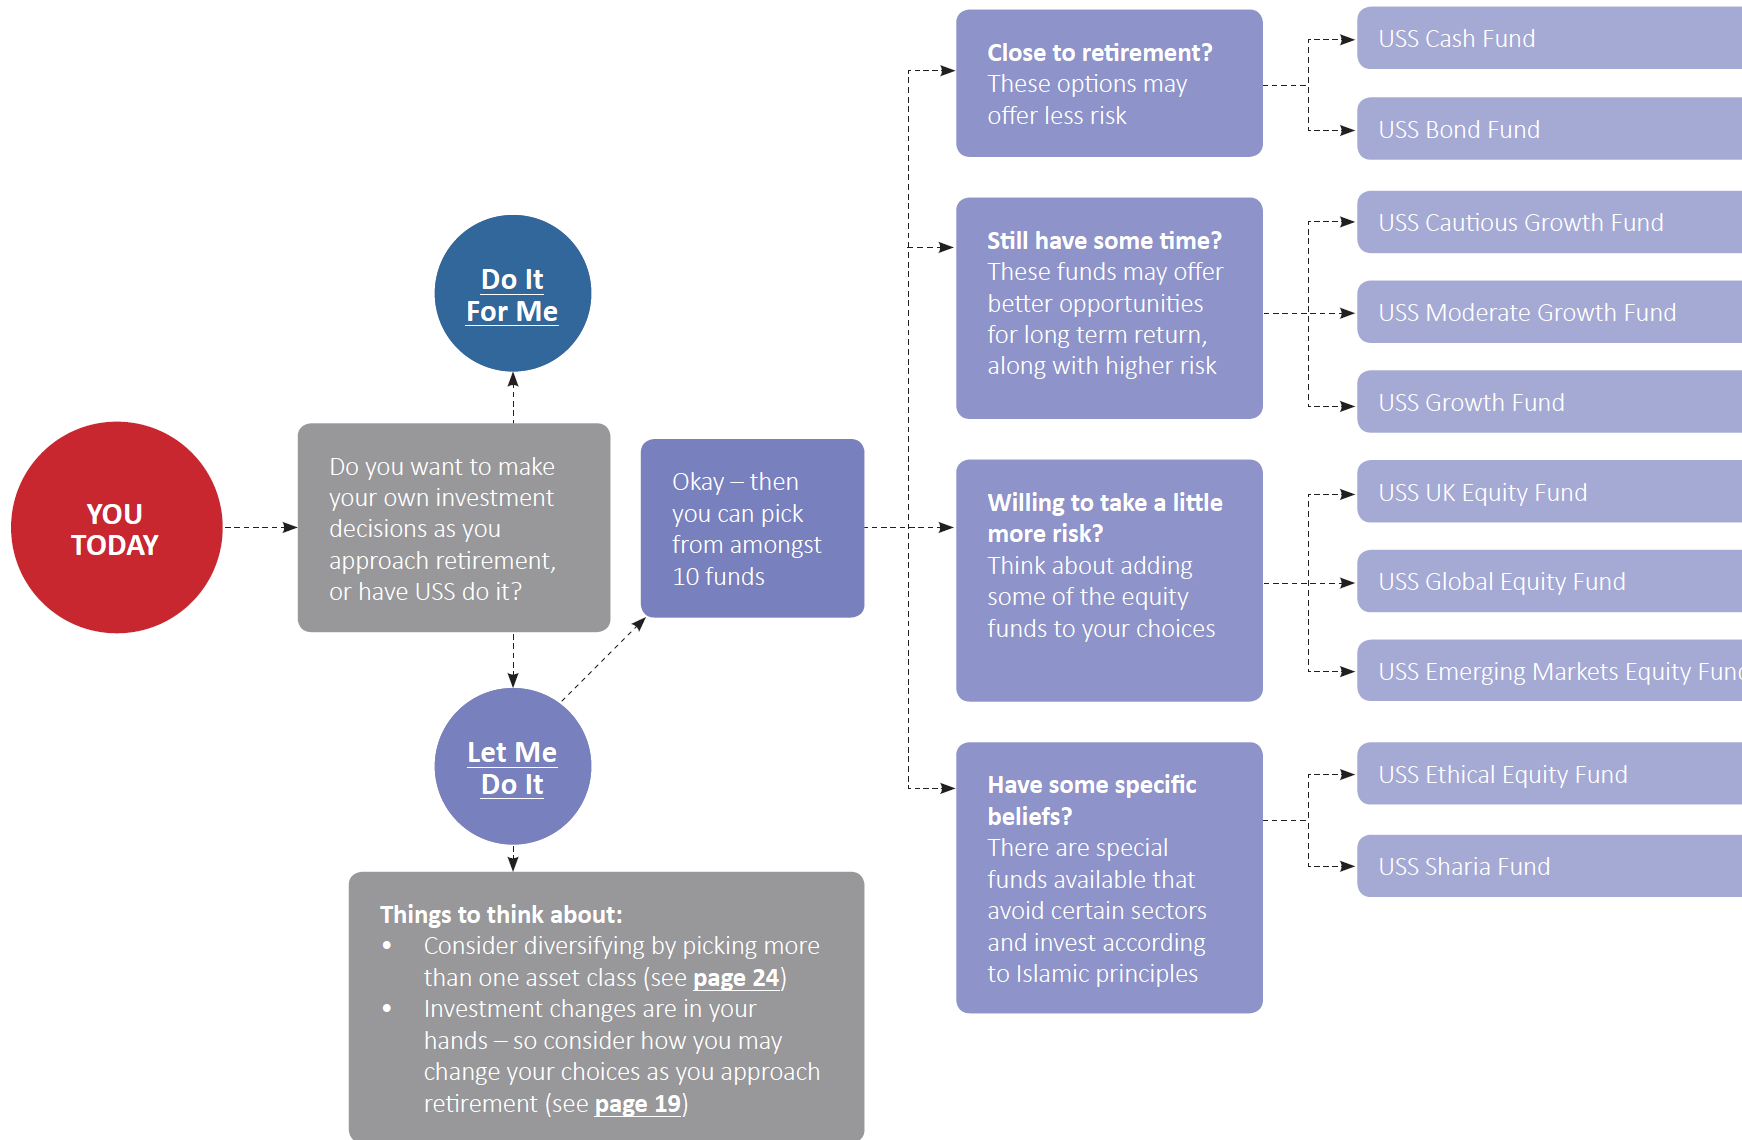 YOU
TODAY
Do you want to make
your own investment
decisions as you
approach retirement,
or have USS do it?
Do It
For Me
Let Me
Do It
Things to think about:
• Consider diversifying by picking more
than one asset class (see page 24)
• Investment changes are in your
hands – so consider how you may
change your choices as you approach
retirement (see page 19)
Okay – then
you can pick
from amongst
10 funds
Close to retirement?
These options may
offer less risk
USS Cash Fund
USS Bond Fund
Still have some time?
These funds may offer
better opportunities
for long term return,
along with higher risk
USS Cautious Growth Fund
USS Moderate Growth Fund
USS Growth Fund
Willing to take a little
more risk?
Think about adding
some of the equity
funds to your choices
USS UK Equity Fund
USS Global Equity Fund
USS Emerging Markets Equity Fund
Have some specific
beliefs?
There are special
funds available that
avoid certain sectors
and invest according
to Islamic principles
USS Ethical Equity Fund
USS Sharia Fund